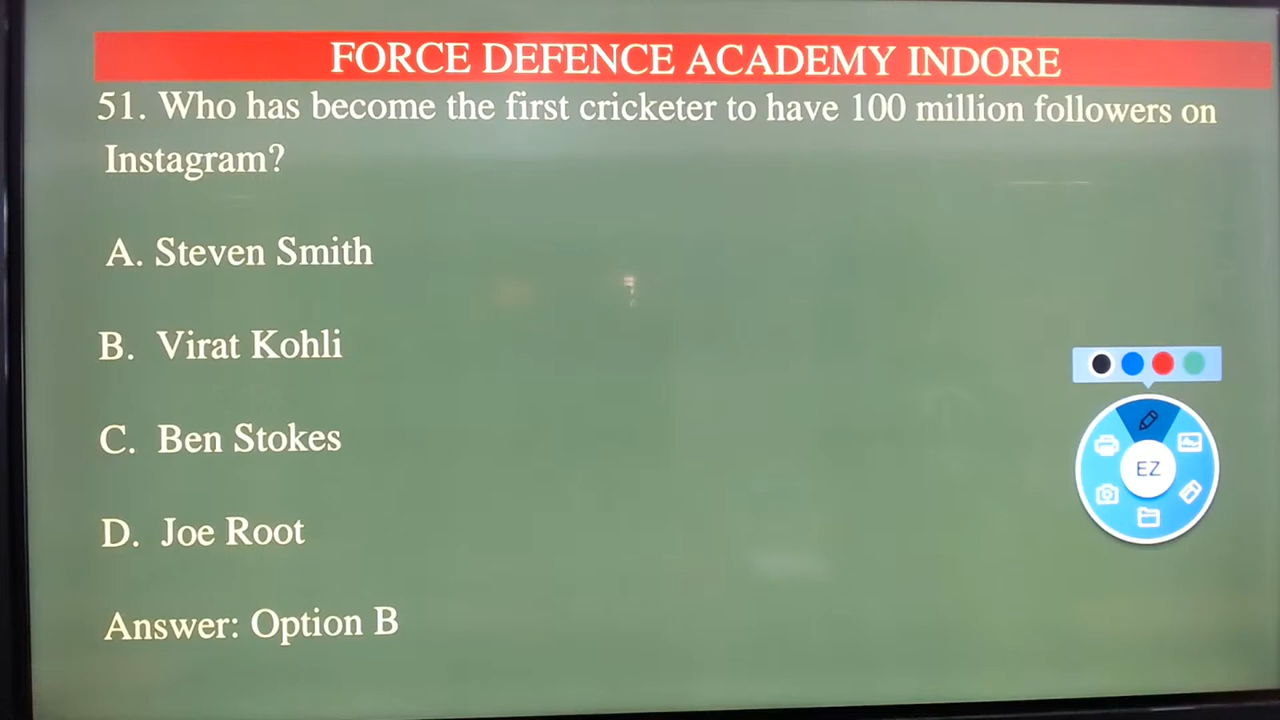 FORCE DEFENCE ACADEMY INDORE
51. Who has become the first cricketer to have 100 million followers on
Instagram?
A. Steven Smith
B. Virat Kohli
C. Ben Stokes
D. Joe Root
EZ
Answer: Option B